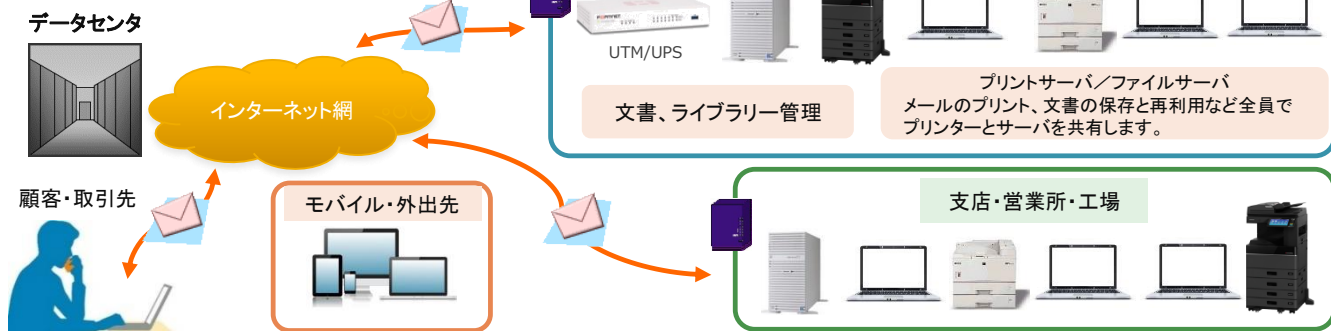 データセンタ
FORTINET
UTM/UPS
インターネット網
文書、ライブラリー管理
プリントサーバ／ファイルサーバ
メールのプリント、文書の保存と再利用など全員で
プリンターとサーバを共有します。
顧客・取引先
モバイル・外出先
支店・営業所・工場